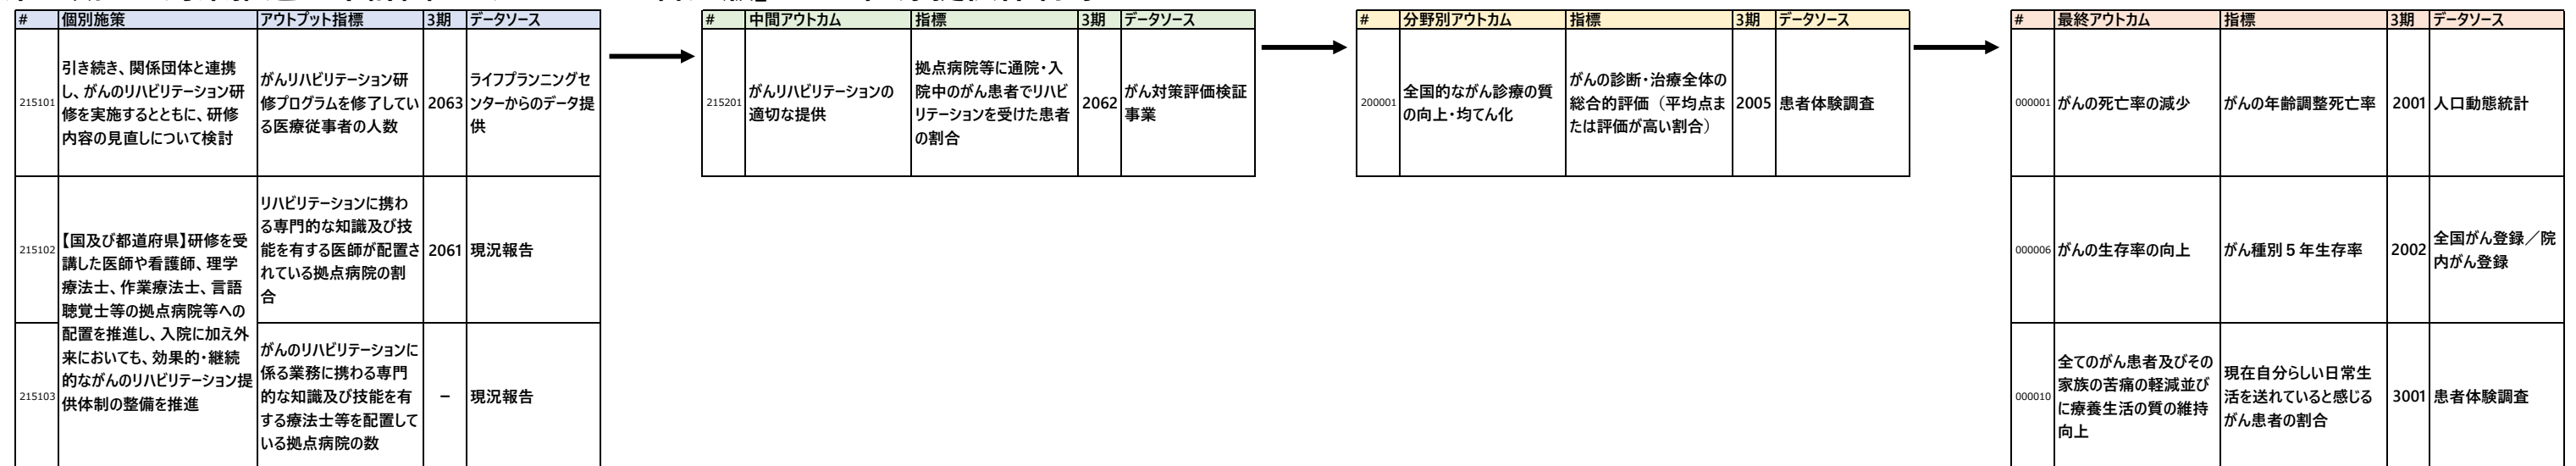 # 個別施策 アウトプット指標 3期 データソース
215101
引き続き、関係団体と連携
し、がんのリハビリテーション研
修を実施するとともに、研修
内容の見直しについて検討
がんリハビリテーション研
修プログラムを修了してい
る医療従事者の人数
2063
ライフプランニングセ
ンターからのデータ提
供
215102
【国及び都道府県】研修を受
講した医師や看護師、理学
療法士、作業療法士、言語
聴覚士等の拠点病院等への
配置を推進し、入院に加え外
来においても、効果的・継続
的ながんのリハビリテーション提
供体制の整備を推進
リハビリテーションに携わ
る専門的な知識及び技
能を有する医師が配置さ
れている拠点病院の割
合
2061
現況報告
215103
がんのリハビリテーションに
係る業務に携わる専門
的な知識及び技能を有
する療法士等を配置して
いる拠点病院の数
－
現況報告
# 中間アウトカム 指標 3期 データソース
215201
がんリハビリテーションの
適切な提供
拠点病院等に通院・入
院中のがん患者でリハビ
リテーションを受けた患者
の割合
2062
がん対策評価検証
事業
# 分野別アウトカム 指標 3期 データソース
200001
全国的ながん診療の質
の向上・均てん化
がんの診断・治療全体の
総合的評価（平均点ま
たは評価が高い割合）
2005
患者体験調査
# 最終アウトカム 指標 3期 データソース
000001
がんの死亡率の減少
がんの年齢調整死亡率
2001
人口動態統計
000006
がんの生存率の向上
がん種別５年生存率
2002
全国がん登録／院
内がん登録
000010
全てのがん患者及びその
家族の苦痛の軽減並び
に療養生活の質の維持
向上
現在自分らしい日常生
活を送れていると感じる
がん患者の割合
3001
患者体験調査